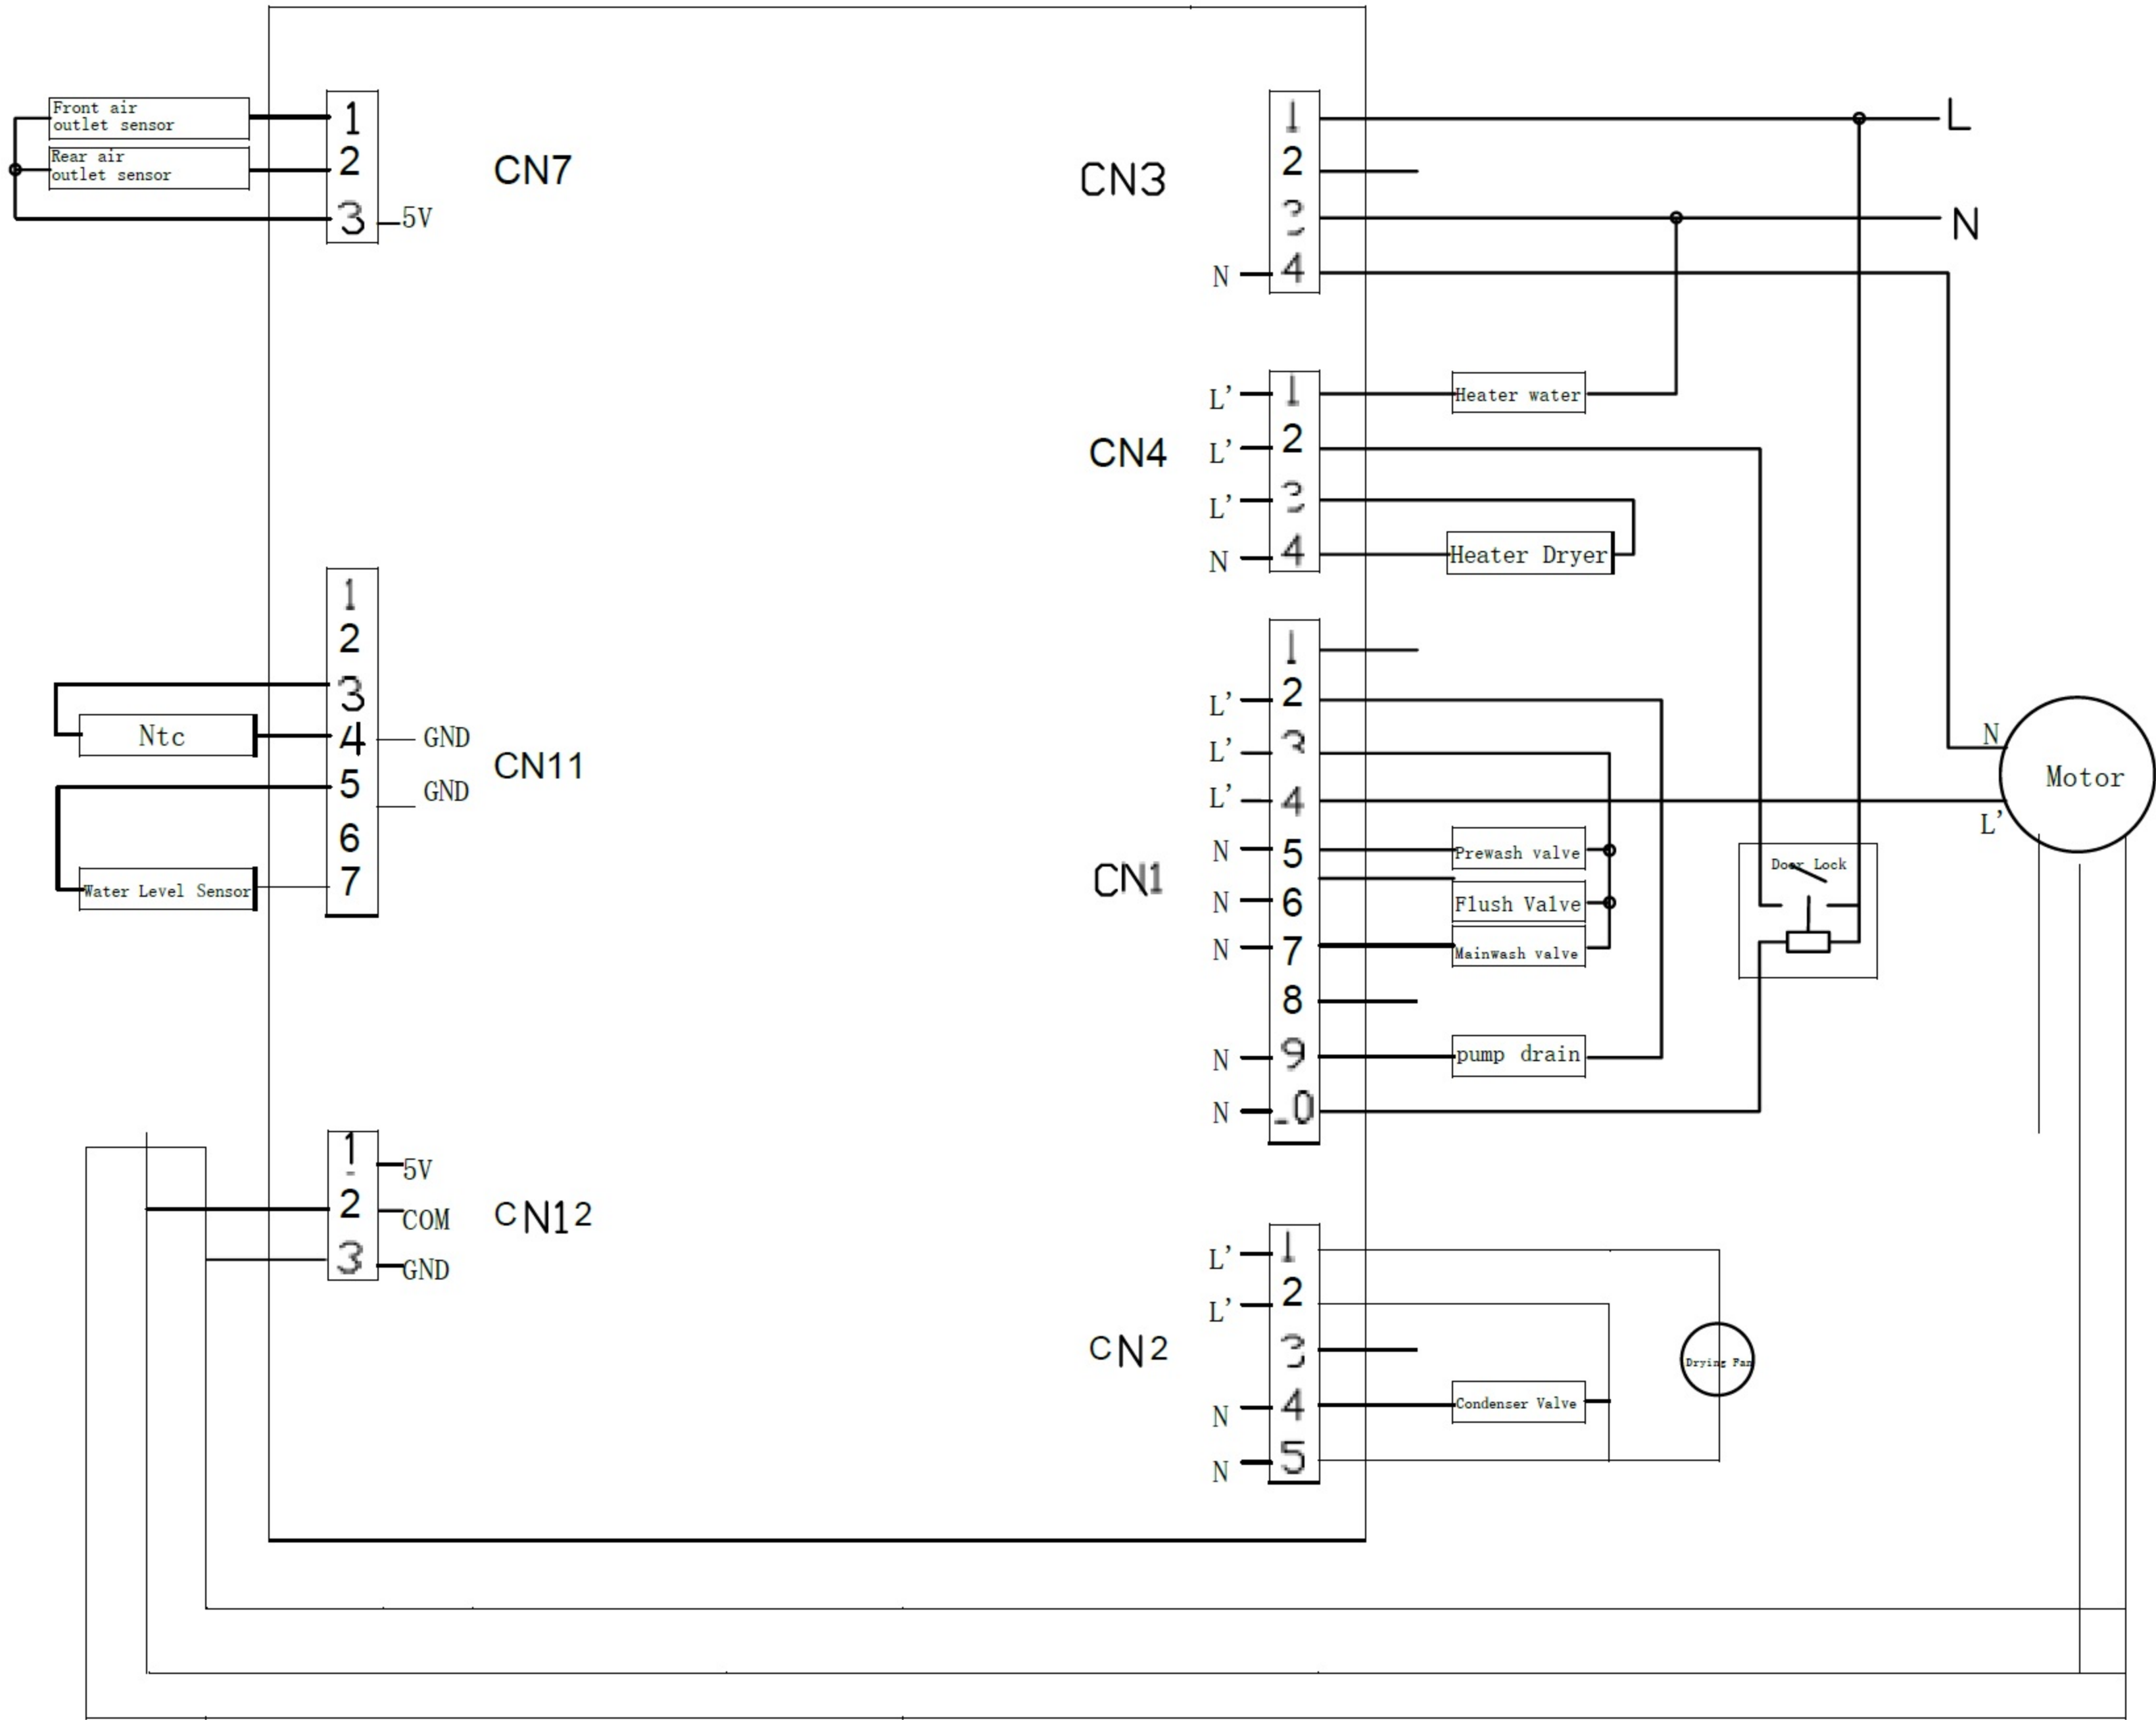 Front air
outlet sensor
Rear air
outlet sensor
1
2
3
5V
CN7
CN3
1
2
3
4
N
L
N
CN4
L'
L'
L'
N
1
2
3
4
Heater water
Heater Dryer
1
2
3
4
5
6
7
GND
GND
Ntc
Water Level Sensor
CN11
CN1
L'
L'
L'
N
N
N
N
N
1
2
3
4
5
6
7
8
9
_0
Prewash valve
Flush Valve
Mainwash valve
pump drain
Door Lock
N
Motor
L'
1
2
3
5V
COM
GND
CN12
CN2
L'
L'
N
N
1
2
3
4
5
Condenser Valve
Drying Fan